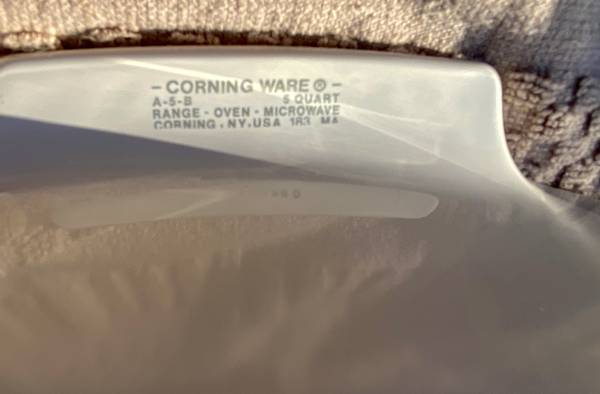 - CORNING WARE ® -
A-5-B 5 QUART
RANGE - OVEN - MICROWAVE
CORNING, NY. USA 183 MA